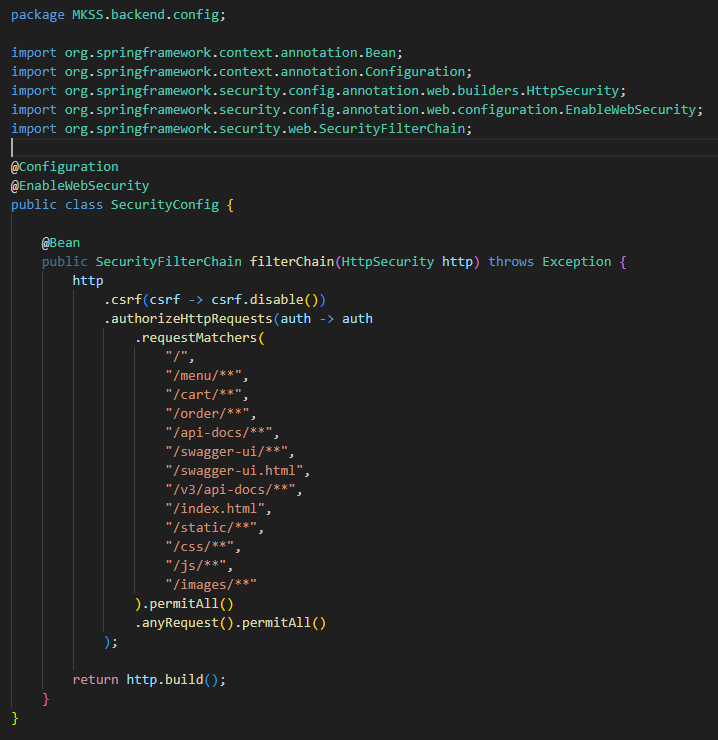 package MKSS.backend.config;
import org.springframework.context.annotation.Bean;
import org.springframework.context.annotation.Configuration;
import org.springframework.security.config.annotation.web.builders.HttpSecurity;
import org.springframework.security.config.annotation.web.configuration.EnableWebSecurity;
import org.springframework.security.web.SecurityFilterChain;
@Configuration
@EnableWebSecurity
public class SecurityConfig {
    @Bean
    public SecurityFilterChain filterChain(HttpSecurity http) throws Exception {
        http
            .csrf(csrf -> csrf.disable())
            .authorizeHttpRequests(auth -> auth
                .requestMatchers(
                    "/",
                    "/menu/**",
                    "/cart/**",
                    "/order/**",
                    "/api-docs/**",
                    "/swagger-ui/**",
                    "/swagger-ui.html",
                    "/v3/api-docs/**",
                    "/index.html",
                    "/static/**",
                    "/css/**",
                    "/js/**",
                    "/images/**"
                ).permitAll()
                .anyRequest().permitAll()
            );
        return http.build();
    }
}